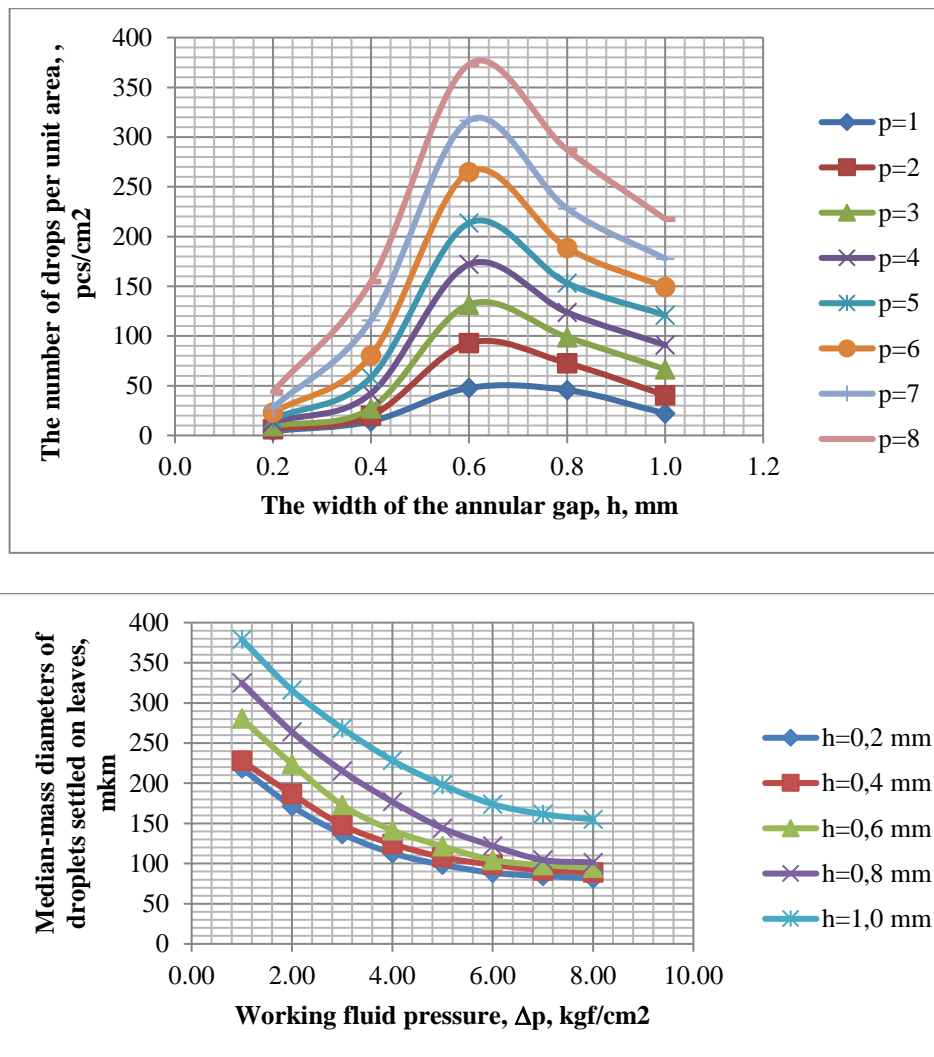 400
350
300
250
200
150
100
50
0
0.0 0.2 0.4 0.6 0.8 1.0 1.2
The number of drops per unit area, ,
pcs/cm2
The width of the annular gap, h, mm
p=1
p=2
p=3
p=4
p=5
p=6
p=7
p=8
400
350
300
250
200
150
100
50
0
0.00 2.00 4.00 6.00 8.00 10.00
Median-mass diameters of
droplets settled on leaves,
mkm
Working fluid pressure, Δp, kgf/cm2
h=0,2 mm
h=0,4 mm
h=0,6 mm
h=0,8 mm
h=1,0 mm